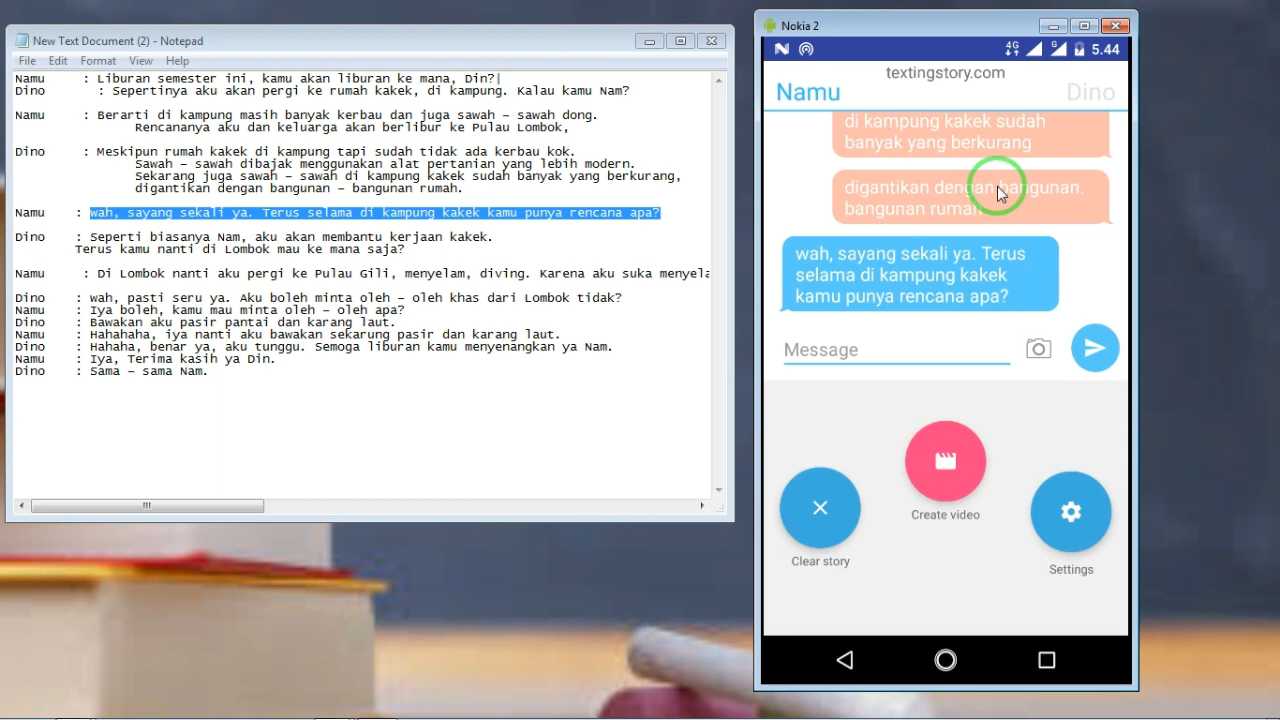 New Text Document (2) - Notepad
File Edit Format View Help
Namu : Liburan semester ini, kamu akan liburan ke mana, Din?
Dino : Sepertinya aku akan pergi ke rumah kakek, di kampung. Kalau kamu Nam?
Namu : Berarti di kampung masih banyak kerbau dan juga sawah – sawah dong.
Rencananya aku dan keluarga akan berlibur ke Pulau Lombok,
Dino : Meskipun rumah kakek di kampung tapi sudah tidak ada kerbau kok.
Sawah – sawah dibajak menggunakan alat pertanian yang lebih modern.
Sekarang juga sawah – sawah di kampung kakek sudah banyak yang berkurang,
digantikan dengan bangunan – bangunan rumah.
Namu : wah, sayang sekali ya. Terus selama di kampung kakek kamu punya rencana apa?
Dino : Seperti biasanya Nam, aku akan membantu kerjaan kakek.
Terus kamu nanti di Lombok mau ke mana saja?
Namu : Di Lombok nanti aku pergi ke Pulau Gili, menyelam, diving. Karena aku suka menyela
Dino : wah, pasti seru ya. Aku boleh minta oleh – oleh khas dari Lombok tidak?
Namu : Iya boleh, kamu mau minta oleh – oleh apa?
Dino : Bawakan aku pasir pantai dan karang laut.
Namu : Hahahaha, iya nanti aku bawakan sekarung pasir dan karang laut.
Dino : Hahaha, benar ya, aku tunggu. Semoga liburan kamu menyenangkan ya Nam.
Namu : Iya, Terima kasih ya Din.
Dino : Sama – sama Nam.
Nokia 2
4G G 5.44
textingstory.com
Namu Dino
di kampung kakek sudah
banyak yang berkurang
digantikan dengan bangunan.
bangunan rumah
wah, sayang sekali ya. Terus
selama di kampung kakek
kamu punya rencana apa?
Message
Create video
Clear story
Settings